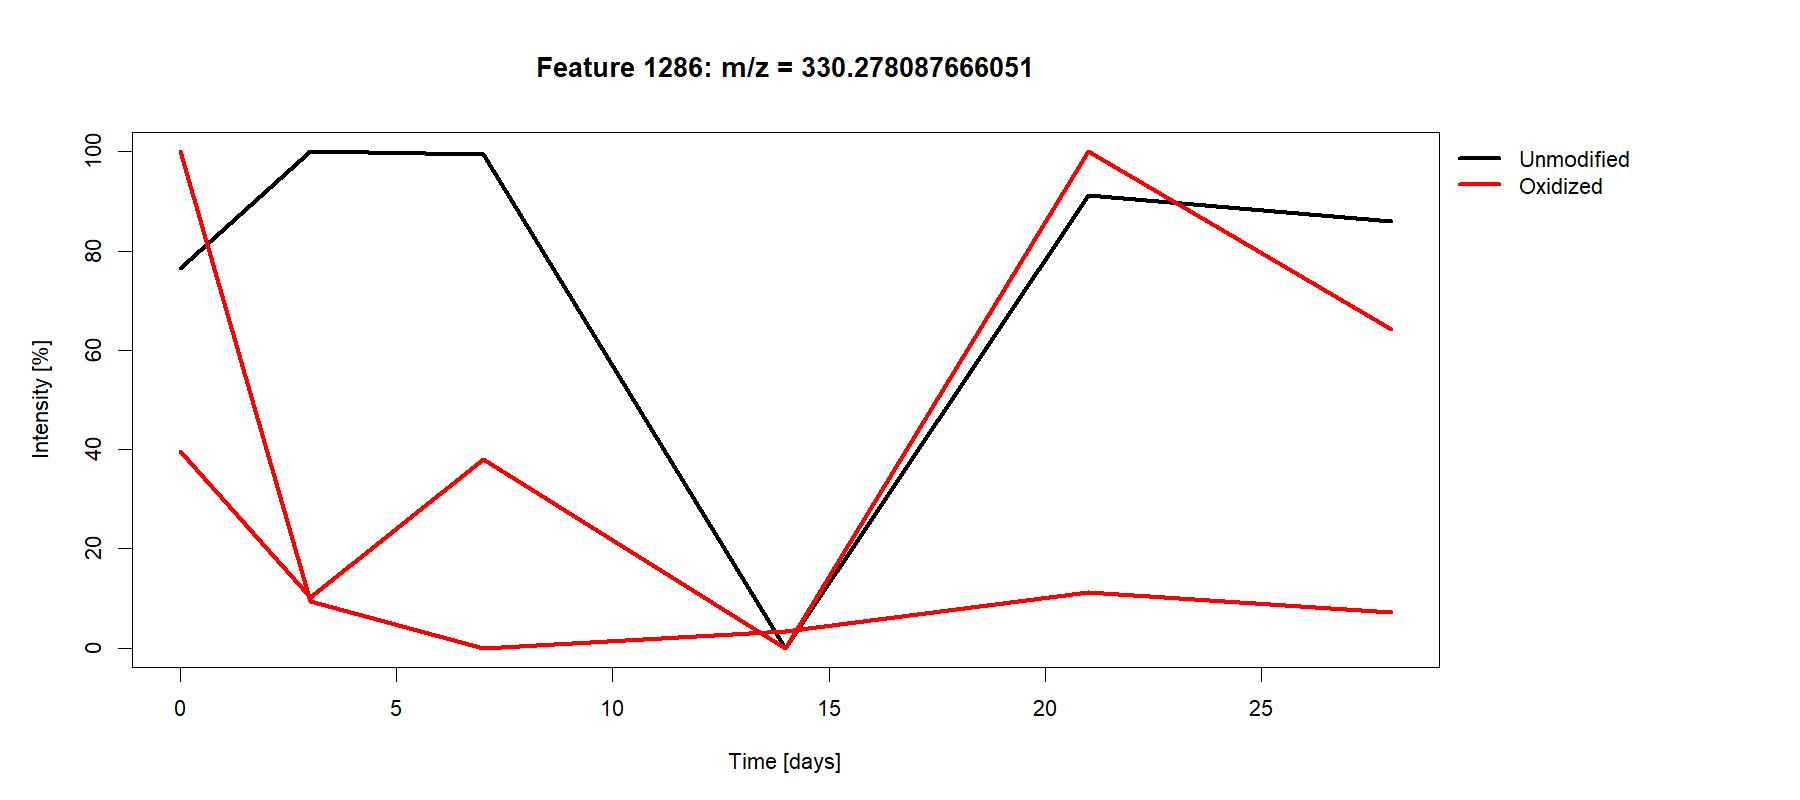 Feature 1286: m/z = 330.278087666051
Unmodified
Oxidized
Intensity [%]
100
80
60
40
20
0
0 5 10 15 20 25
Time [days]